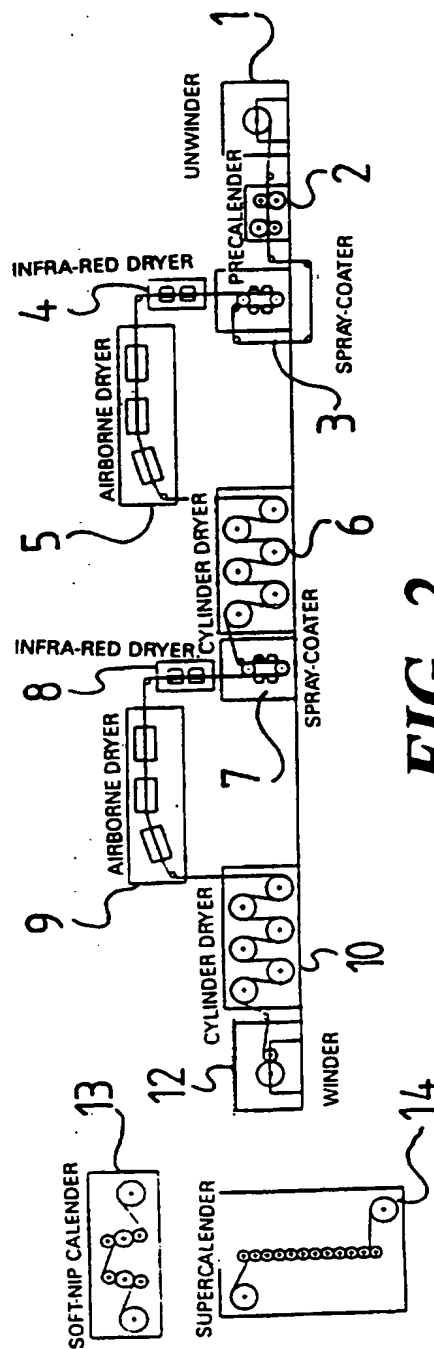 1
UNWINDER
PRECALENDER
2
INFRA-RED DRYER
4
SPRAY-COATER
3
AIRBORNE DRYER
5
CYLINDER DRYER
6
INFRA-RED DRYER
8
SPRAY-COATER
7
AIRBORNE DRYER
9
CYLINDER DRYER
10
12
WINDER
SOFT-NIP CALENDER
13
SUPERCALENDER
14
FIG. 2